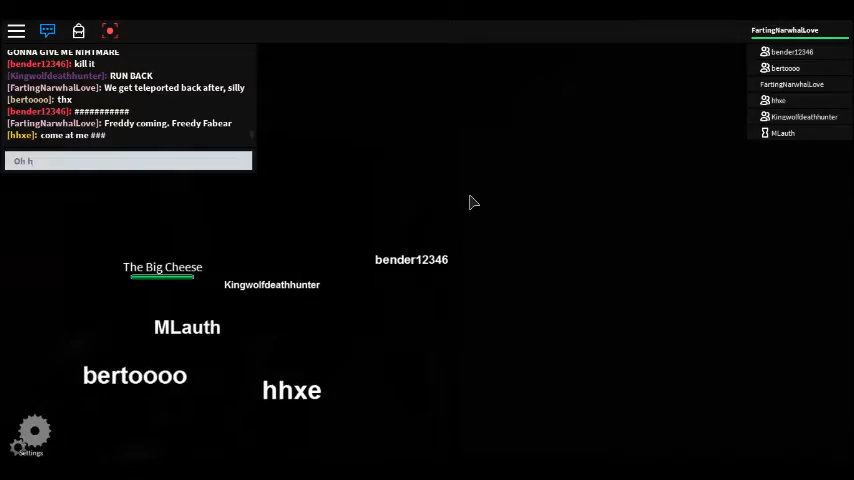 FartingNarwhalLove
GONNA GIVE ME NIHTMARE
[bender12346]: kill it
[Kingwolfdeathhunter]: RUN BACK
[FartingNarwhalLove]: We get teleported back after, silly
[bertoooo]: thx
[bender12346]: ###########
[FartingNarwhalLove]: Freddy coming. Freedy Fabear
[hhxe]: come at me ###
Oh h
bender12346
bertoooo
FartingNarwhalLove
hhxe
Kingwolfdeathhunter
MLauth
The Big Cheese
bender12346
Kingwolfdeathhunter
MLauth
bertoooo
hhxe
Settings